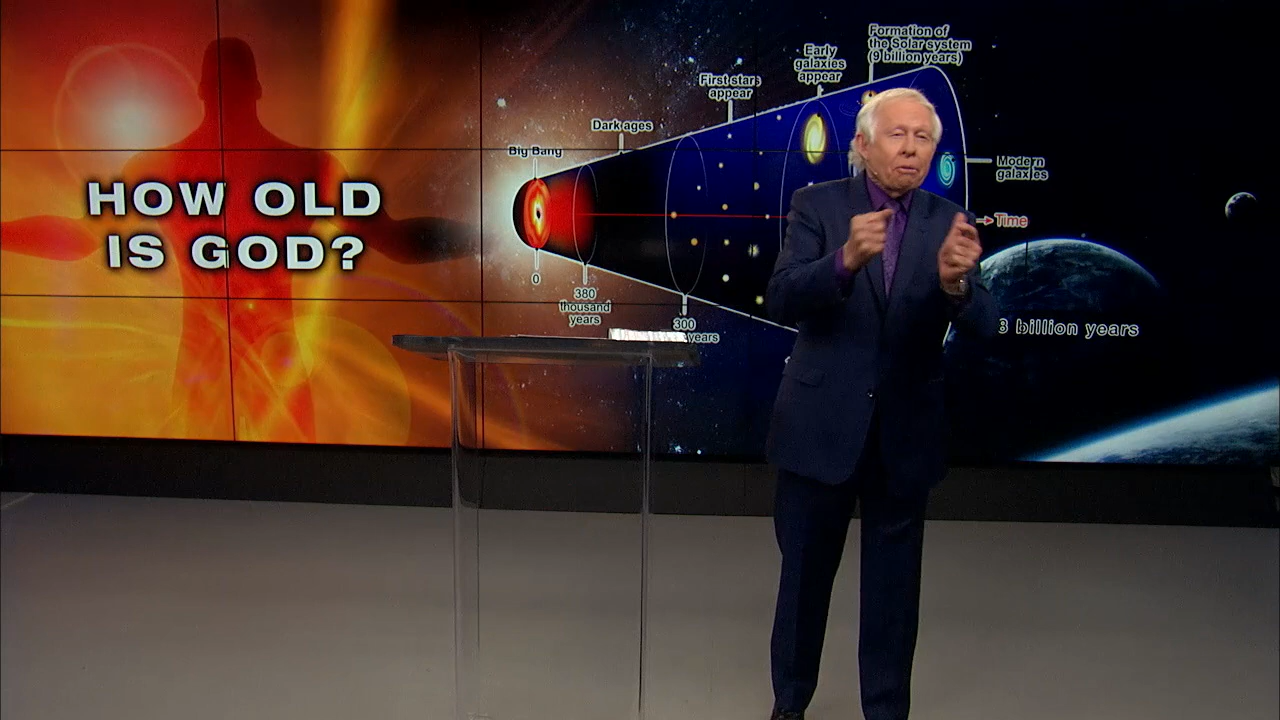 HOW OLD
IS GOD?
Big Bang
Dark ages
First stars
appear
Early
galaxies
appear
Formation of
the Solar system
(9 billion years)
Modern
galaxies
Time
0
380
thousand
years
300
years
billion years